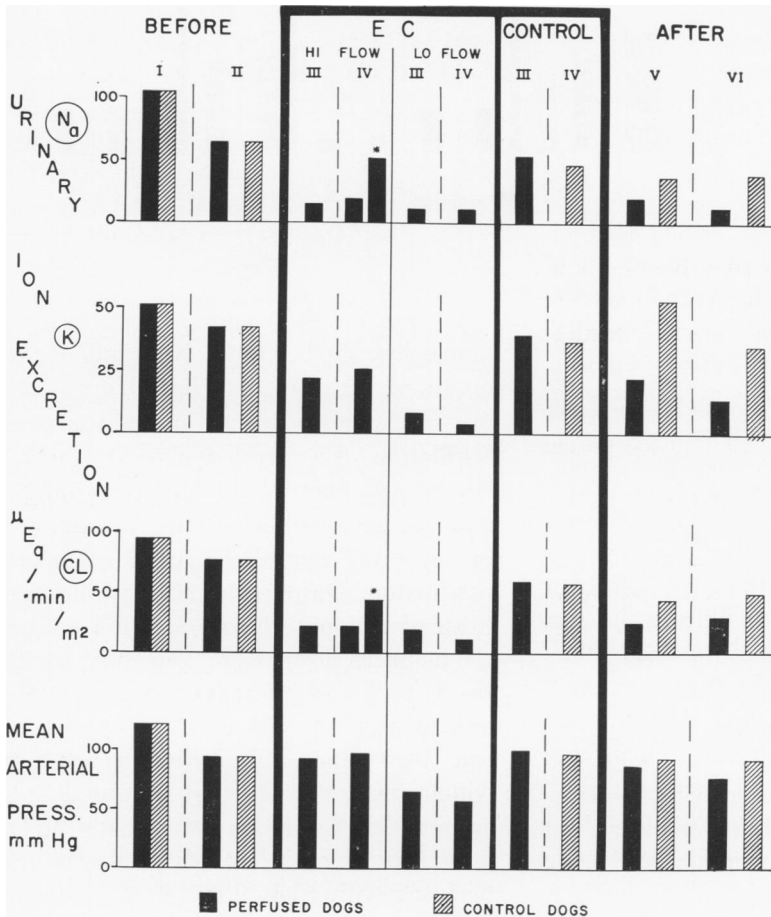 BEFORE
E C
CONTROL
AFTER
HI FLOW
LO FLOW
I
II
III
IV
III
IV
III
IV
V
VI
URINARY
ION
EXCRETION
µEq
/
min
/
m2
Na
100
50
0
*
K
50
25
0
CL
100
50
0
*
MEAN
ARTERIAL
PRESS.
mm Hg
100
50
0
PERFUSED DOGS
CONTROL DOGS